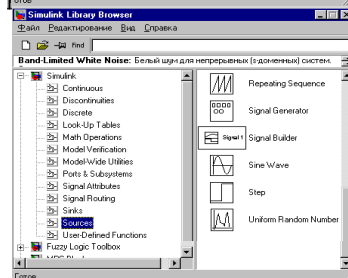 Готов
Simulink Library Browser
Файл Редактирование Вид Справка
Find
Band-Limited White Noise: Белый шум для непрерывных (s-доменных) систем.
Simulink
Continuous
Discontinuities
Discrete
Look-Up Tables
Math Operations
Model Verification
Model-Wide Utilities
Ports & Subsystems
Signal Attributes
Signal Routing
Sinks
Sources
User-Defined Functions
Fuzzy Logic Toolbox
Repeating Sequence
Signal Generator
Signal 1 Signal Builder
Sine Wave
Step
Uniform Random Number
Готов